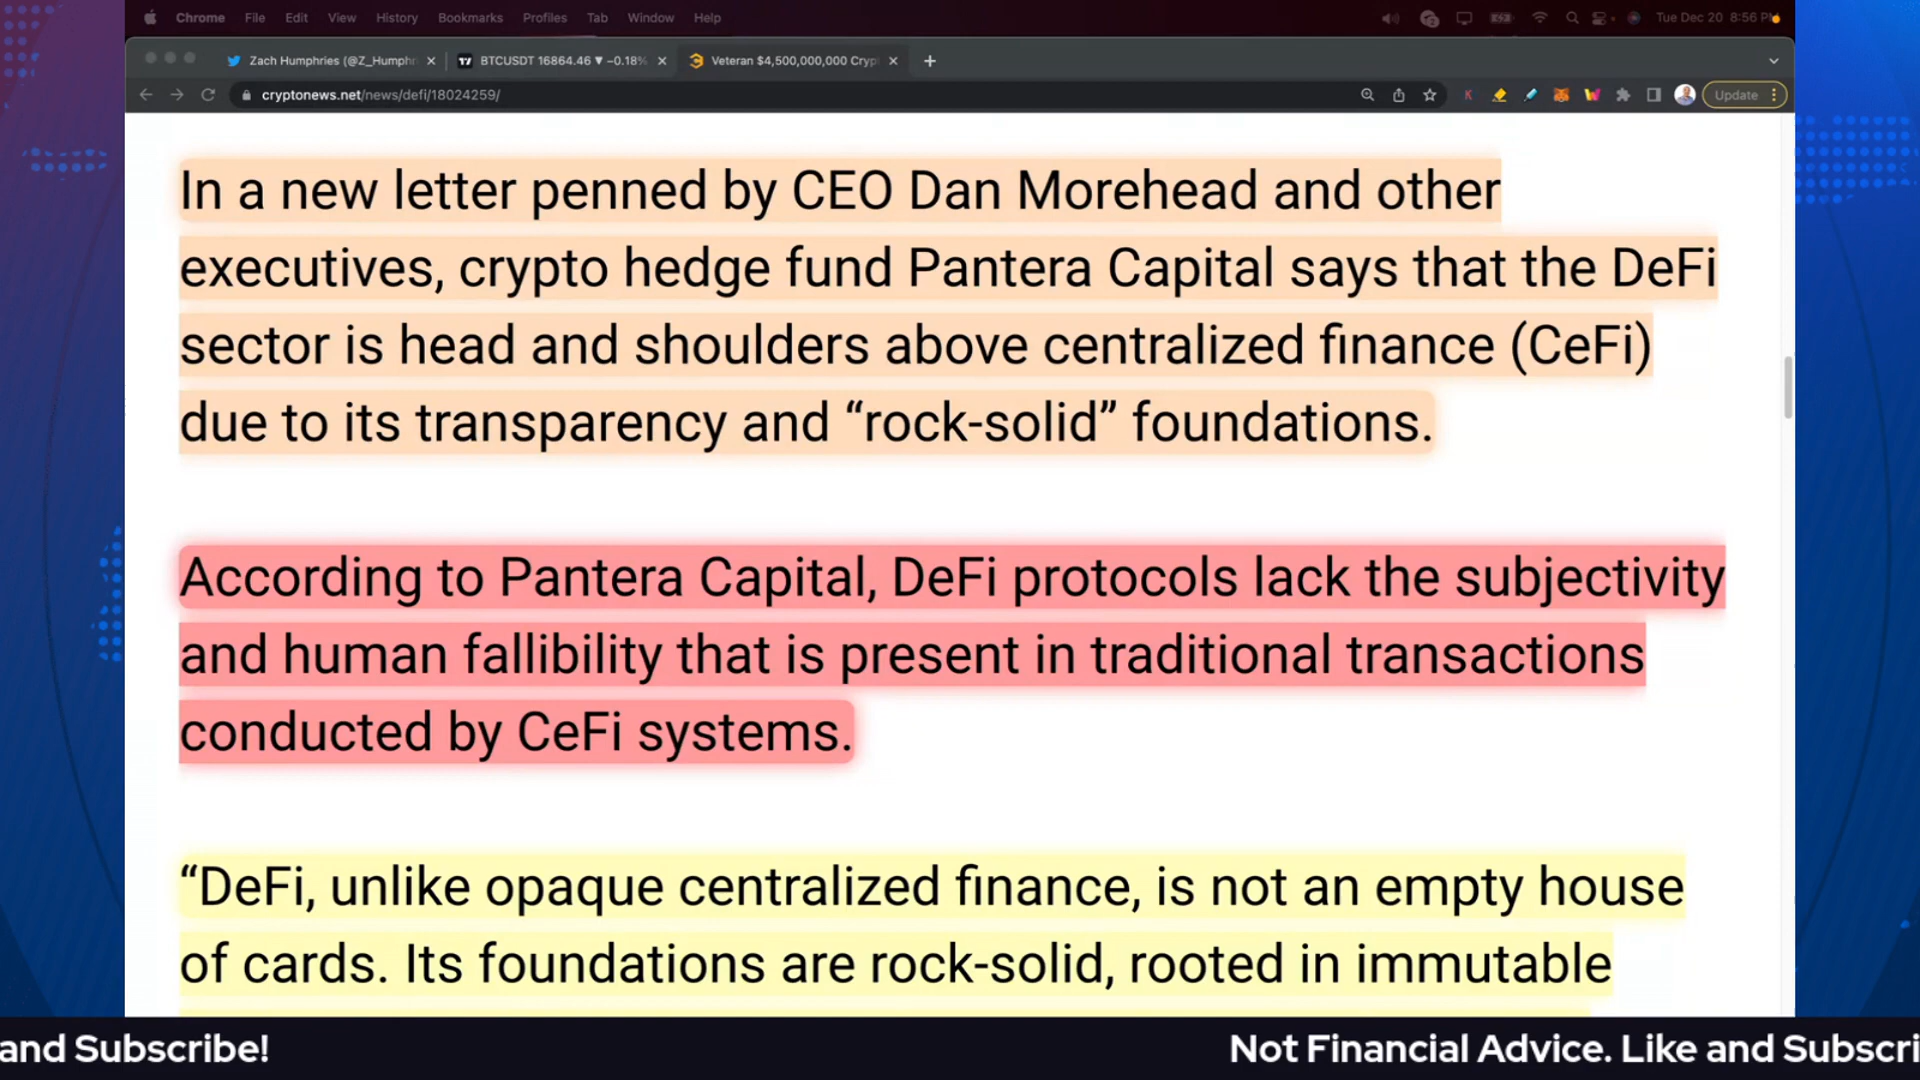 Chrome File Edit View History Bookmarks Profiles Tab Window Help Tue Dec 20 8:56 PM
Zach Humphries (@Z_Humphr BTCUSDT 16864.46 ▼ −0.18% Veteran $4,500,000,000 Cryp
cryptonews.net/news/defi/18024259/ Update
In a new letter penned by CEO Dan Morehead and other
executives, crypto hedge fund Pantera Capital says that the DeFi
sector is head and shoulders above centralized finance (CeFi)
due to its transparency and “rock-solid” foundations.
According to Pantera Capital, DeFi protocols lack the subjectivity
and human fallibility that is present in traditional transactions
conducted by CeFi systems.
“DeFi, unlike opaque centralized finance, is not an empty house
of cards. Its foundations are rock-solid, rooted in immutable
and Subscribe! Not Financial Advice. Like and Subscri